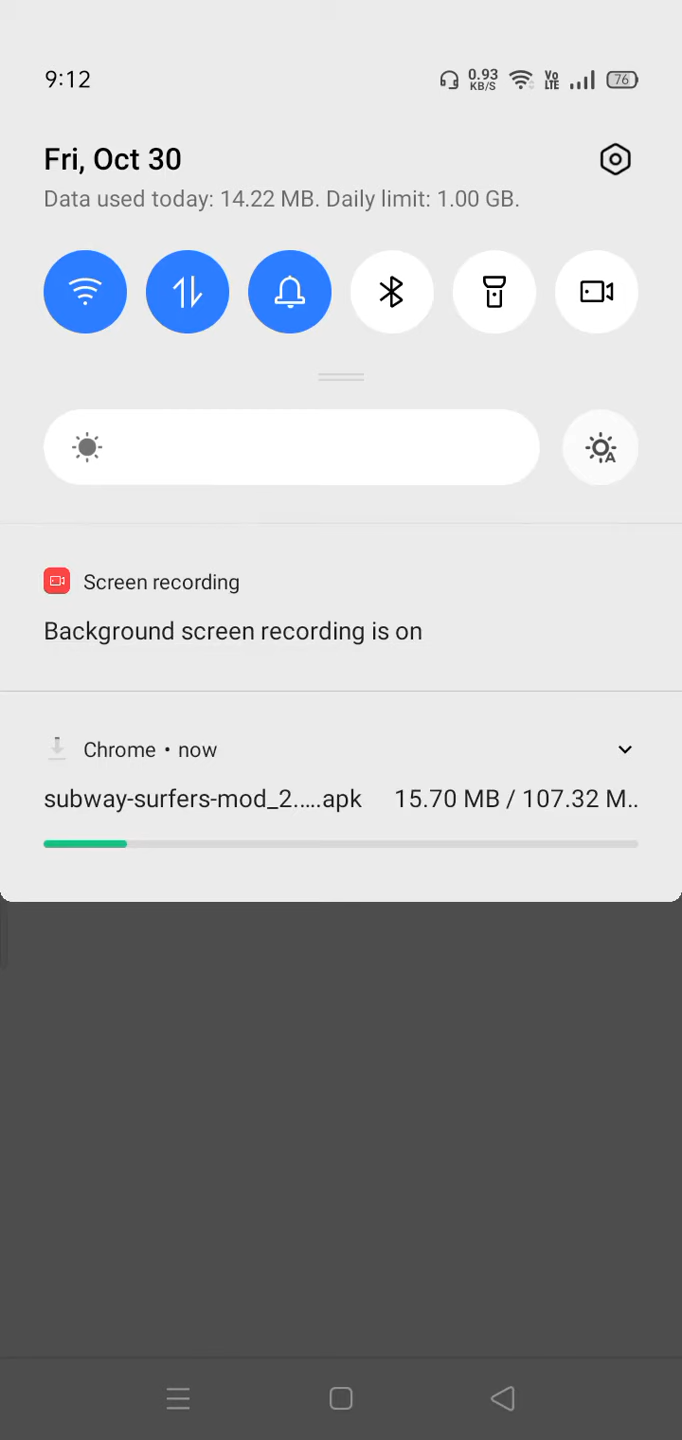 9:12
0.93
KB/S
Vo
LTE
76
Fri, Oct 30
Data used today: 14.22 MB. Daily limit: 1.00 GB.
A
Screen recording
Background screen recording is on
Chrome • now
subway-surfers-mod_2.….apk 15.70 MB / 107.32 M..